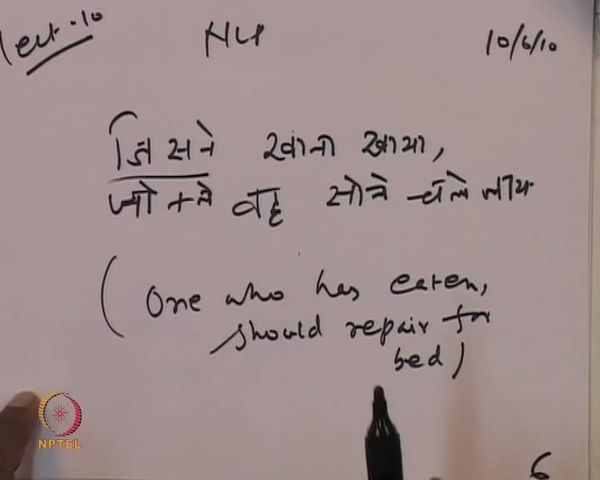 Lect-10 NLP 10/6/10
जिसने खाना खाया,
जो + ने वह सोने चले जाय
(One who has eaten,
should repair for
bed)
NPTEL
6